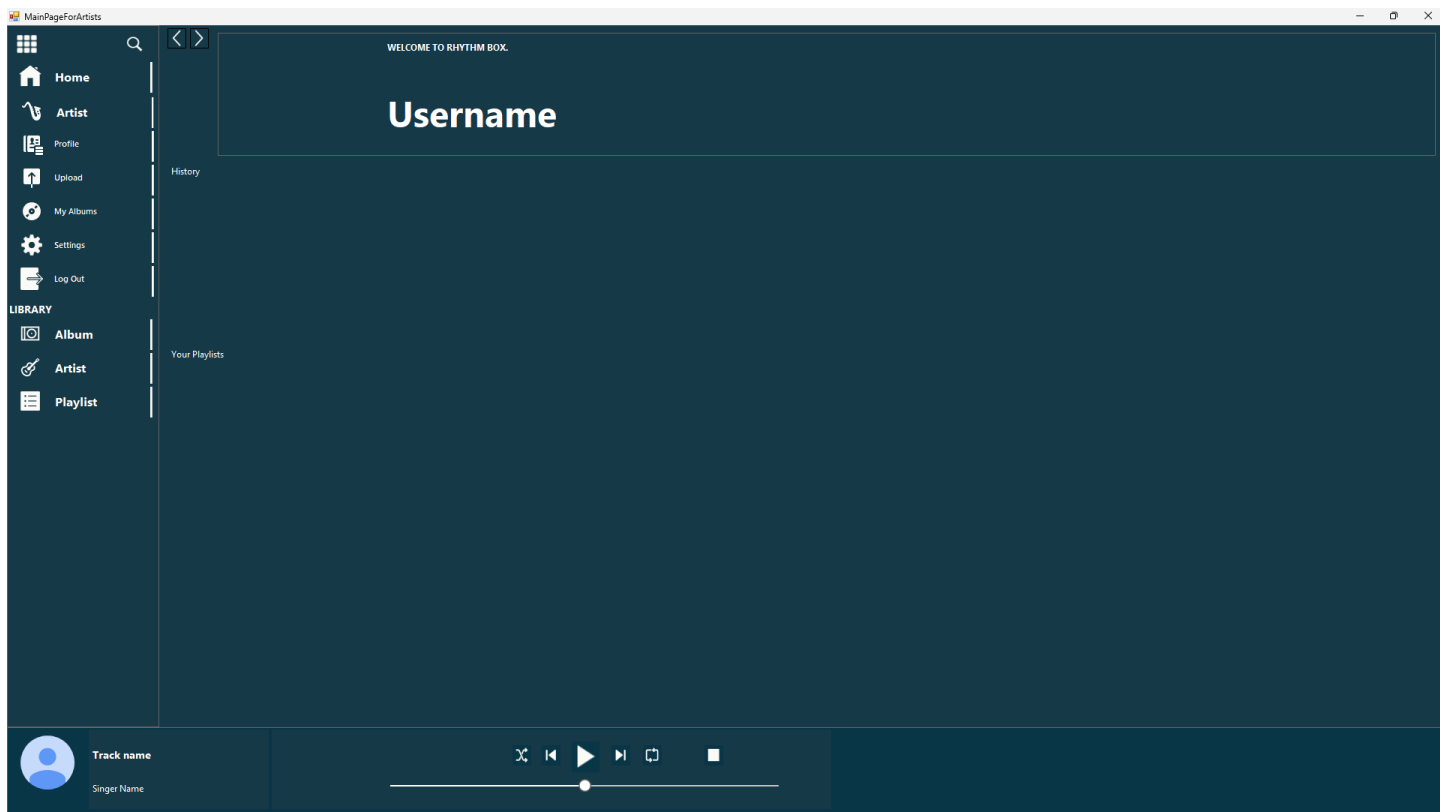 MainPageForArtists
Home
Artist
Profile
Upload
My Albums
Settings
Log Out
LIBRARY
Album
Artist
Playlist
WELCOME TO RHYTHM BOX.
Username
History
Your Playlists
Track name
Singer Name